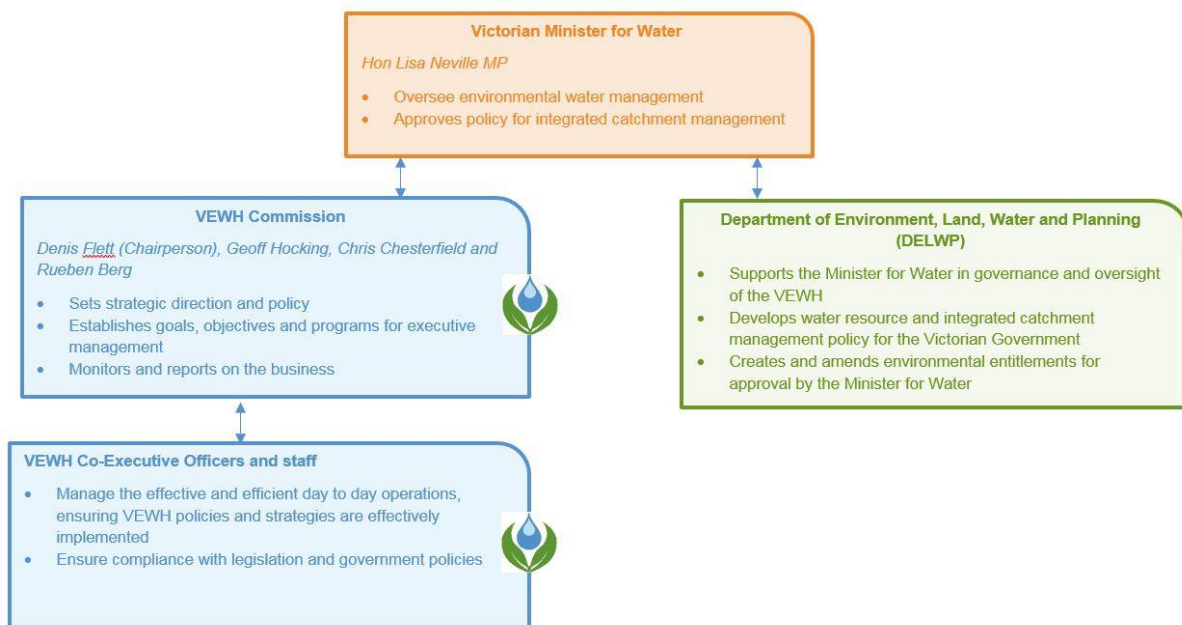 Victorian Minister for Water
Hon Lisa Neville MP
• Oversee environmental water management
• Approves policy for integrated catchment management
VEWH Commission
Denis Flett (Chairperson), Geoff Hocking, Chris Chesterfield and
Rueben Berg
• Sets strategic direction and policy
• Establishes goals, objectives and programs for executive
management
• Monitors and reports on the business
Department of Environment, Land, Water and Planning
(DELWP)
• Supports the Minister for Water in governance and oversight
of the VEWH
• Develops water resource and integrated catchment
management policy for the Victorian Government
• Creates and amends environmental entitlements for
approval by the Minister for Water
VEWH Co-Executive Officers and staff
• Manage the effective and efficient day to day operations,
ensuring VEWH policies and strategies are effectively
implemented
• Ensure compliance with legislation and government policies